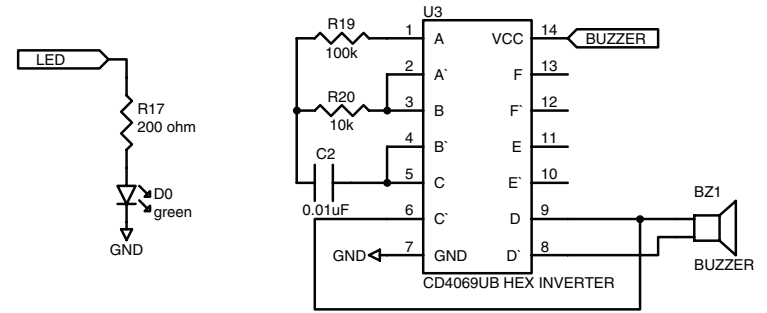 LED
R17
200 ohm
D0
green
GND
U3
R19
100k
R20
10k
C2
0.01uF
1 A VCC 14 BUZZER
2 A` F 13
3 B F` 12
4 B` E 11
5 C E` 10
6 C` D 9
GND 7 GND D` 8
CD4069UB HEX INVERTER
BZ1
BUZZER